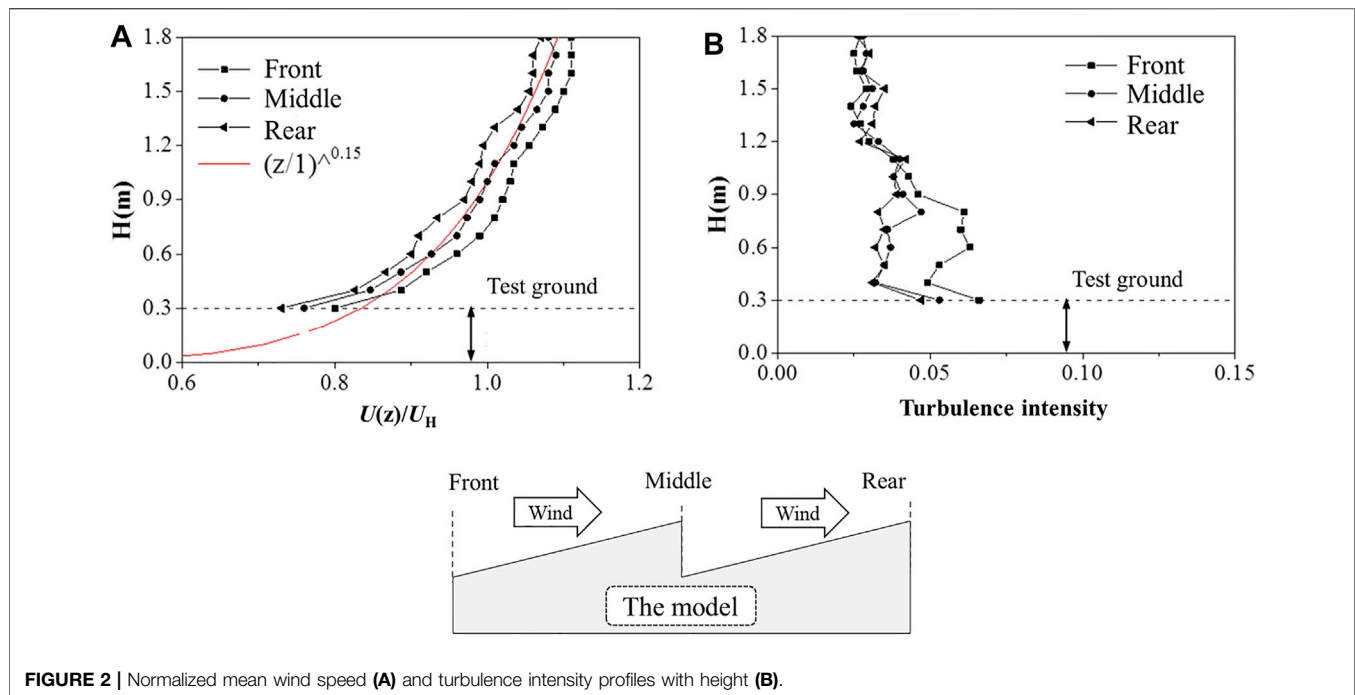 A
1.8
1.5
1.2
0.9
0.6
0.3
0.0
H(m)
Front
Middle
Rear
(z/1)^0.15
Test ground
0.6 0.8 1.0 1.2
U(z)/UH
B
1.8
1.5
1.2
0.9
0.6
0.3
0.0
H(m)
Front
Middle
Rear
Test ground
0.00 0.05 0.10 0.15
Turbulence intensity
Front Middle Rear
Wind Wind
The model
FIGURE 2 | Normalized mean wind speed (A) and turbulence intensity profiles with height (B).